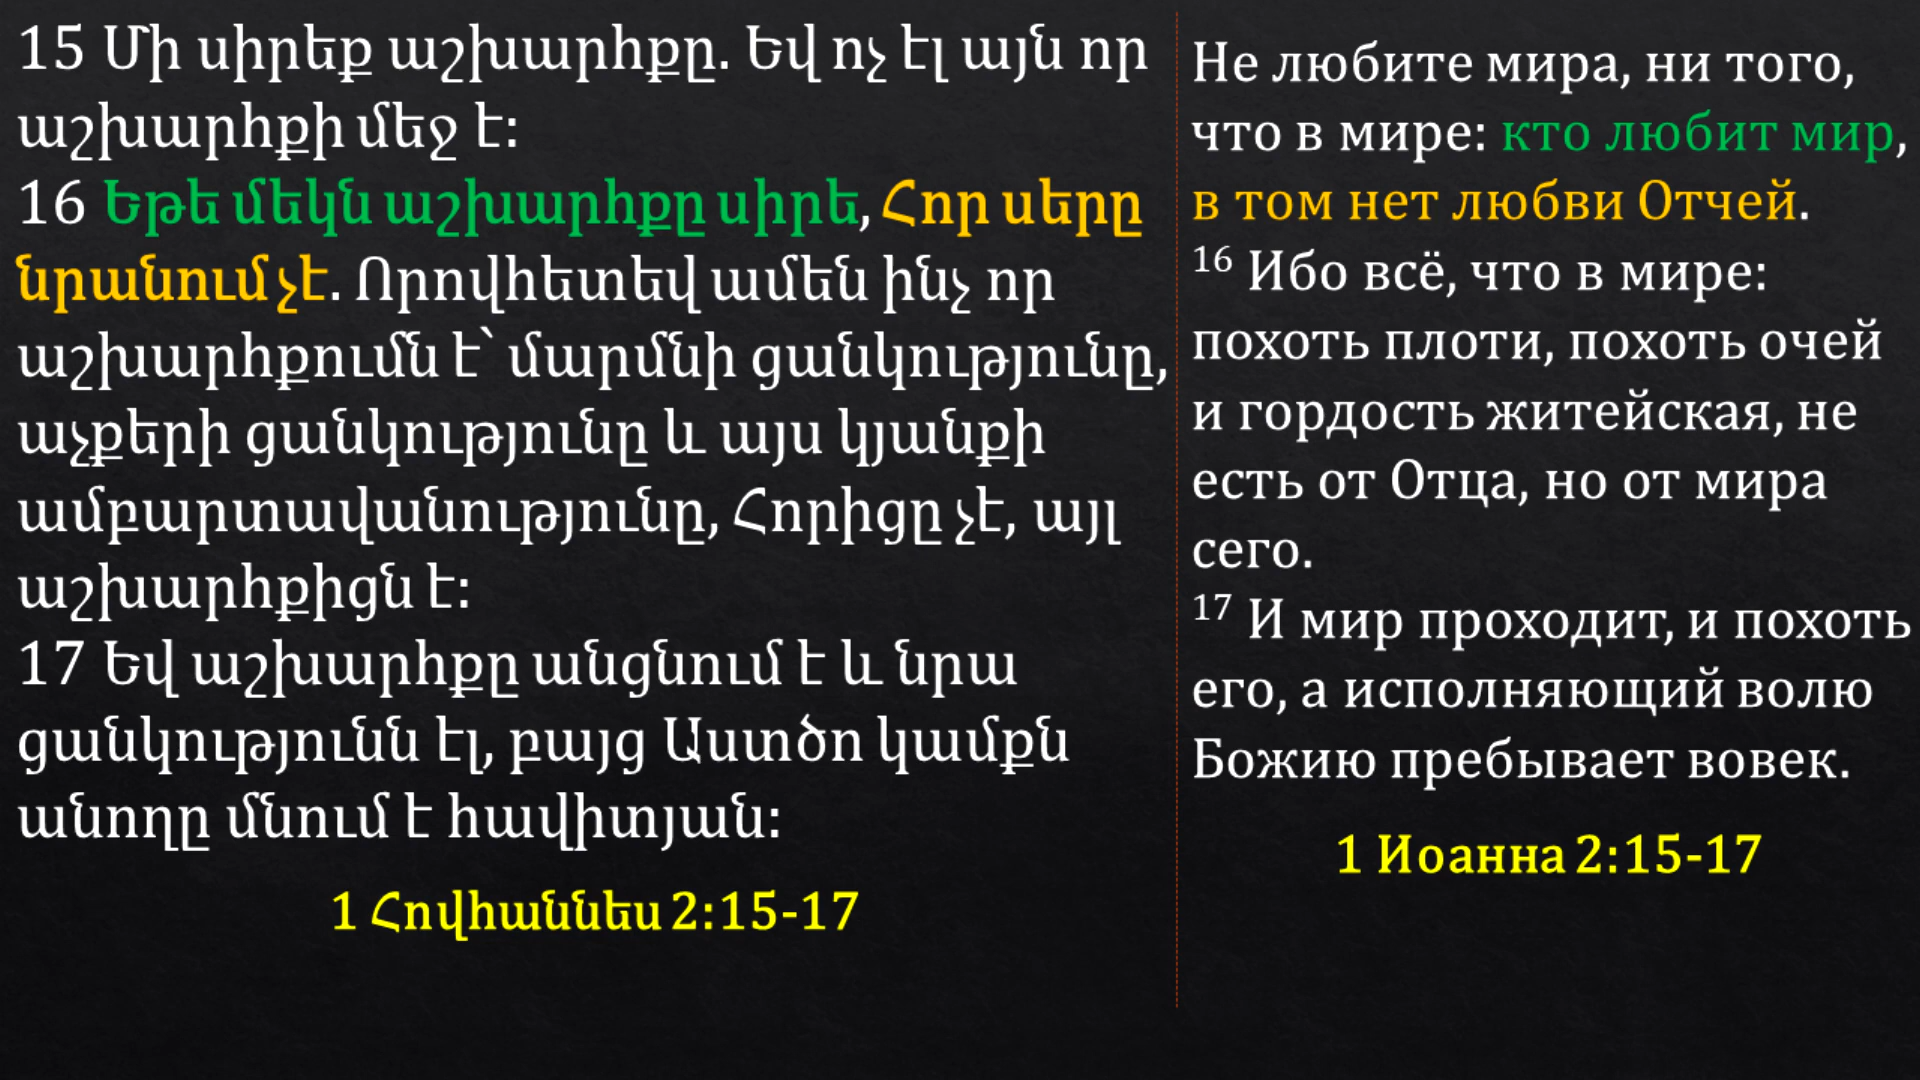 15 Մի սիրեք աշխարհքը. Եվ ոչ էլ այն որ
աշխարհքի մեջ է:
16 Եթե մեկն աշխարհքը սիրե, Հոր սերը
նրանում չէ. Որովհետեվ ամեն ինչ որ
աշխարհքումն է՝ մարմնի ցանկությունը,
աչքերի ցանկությունը և այս կյանքի
ամբարտավանությունը, Հորիցը չէ, այլ
աշխարհքիցն է:
17 Եվ աշխարհքը անցնում է և նրա
ցանկությունն էլ, բայց Աստծո կամքն
անողը մնում է հավիտյան:
1 Հովհաննես 2:15-17
Не любите мира, ни того,
что в мире: кто любит мир,
в том нет любви Отчей.
16 Ибо всё, что в мире:
похоть плоти, похоть очей
и гордость житейская, не
есть от Отца, но от мира
сего.
17 И мир проходит, и похоть
его, а исполняющий волю
Божию пребывает вовек.
1 Иоанна 2:15-17